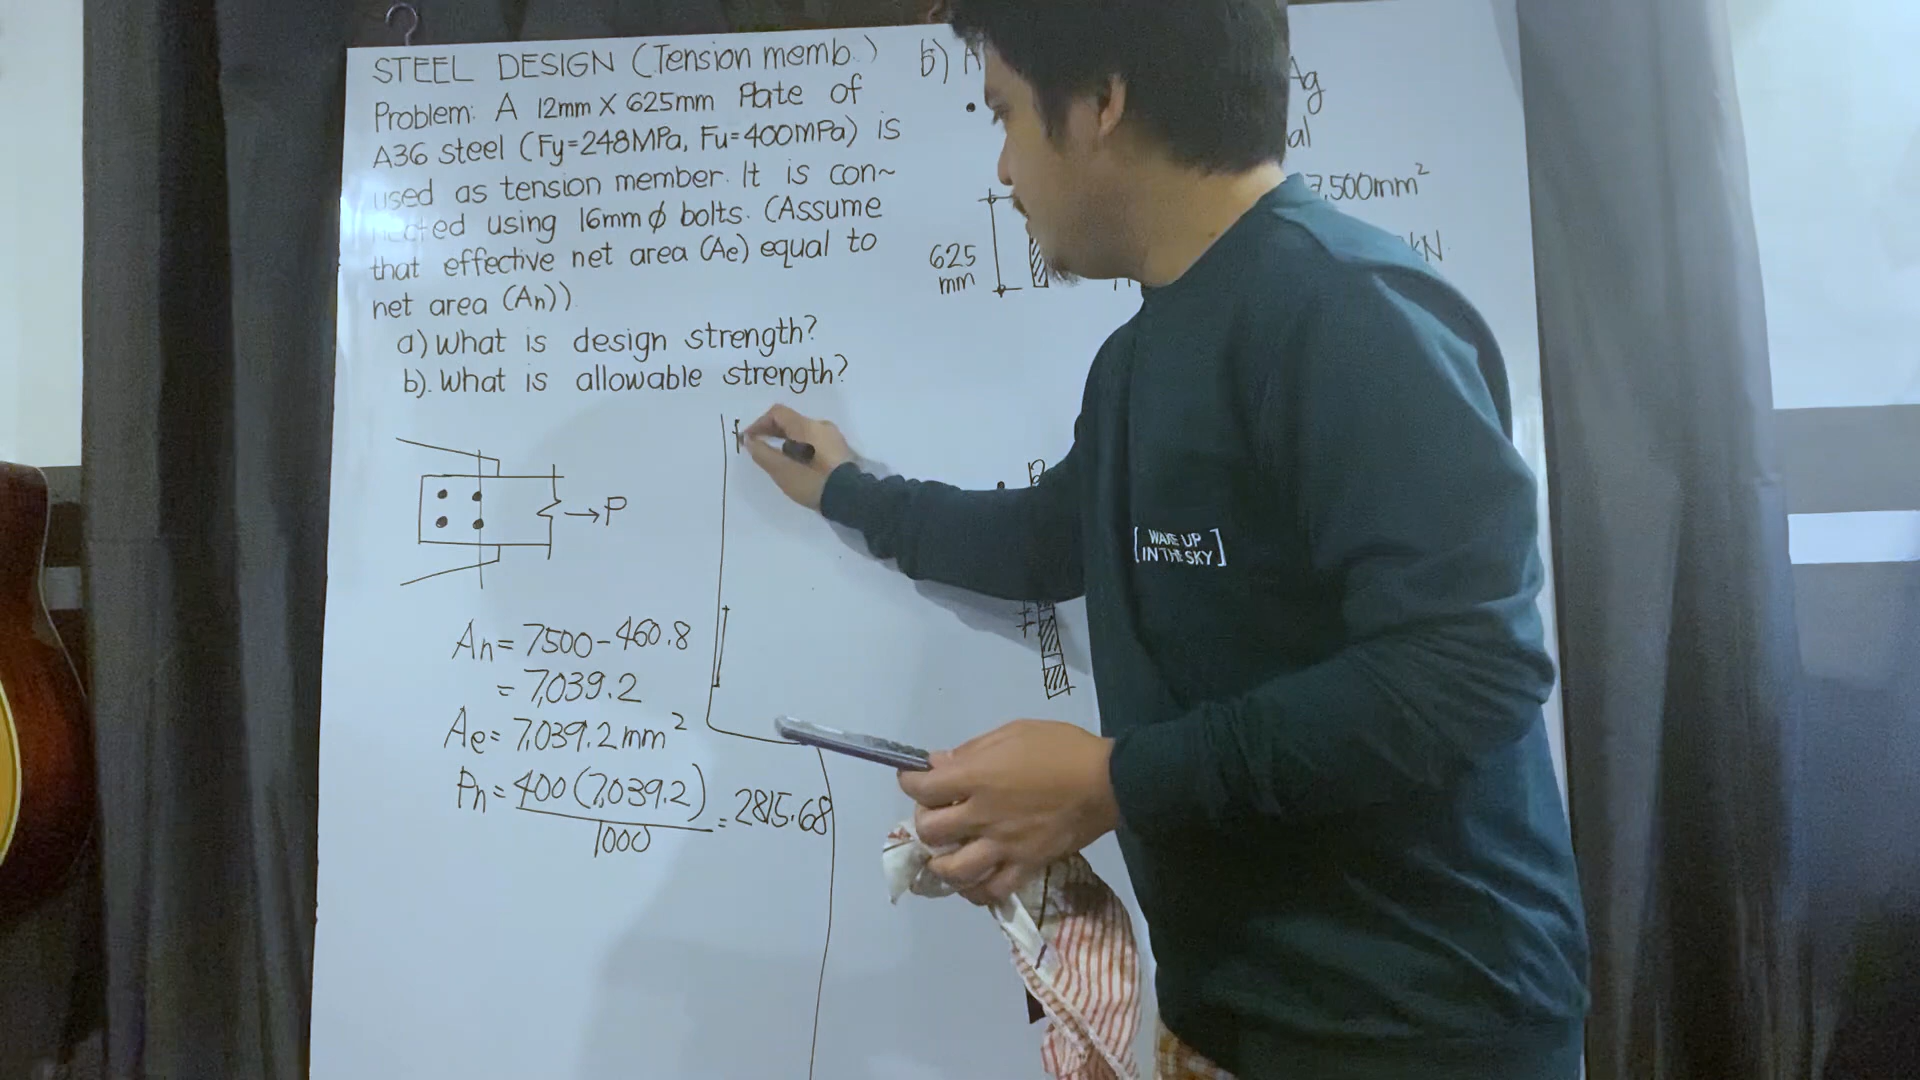 STEEL DESIGN (Tension memb.)
Problem: A 12mm X 625mm Plate of
A36 steel (Fy=248MPa, Fu=400MPa) is
used as tension member. It is con~
ed using 16mm ϕ bolts. (Assume
that effective net area (Ae) equal to
net area (An))
a) What is design strength?
b). What is allowable strength?
P
An = 7500 - 460.8
= 7,039.2
Ae = 7,039.2 mm²
Pn = 400 (7,039.2) = 2815.68
1000
b) A
Ag
7,500mm²
kN
625
mm
12
[WAKE UP
IN THE SKY]